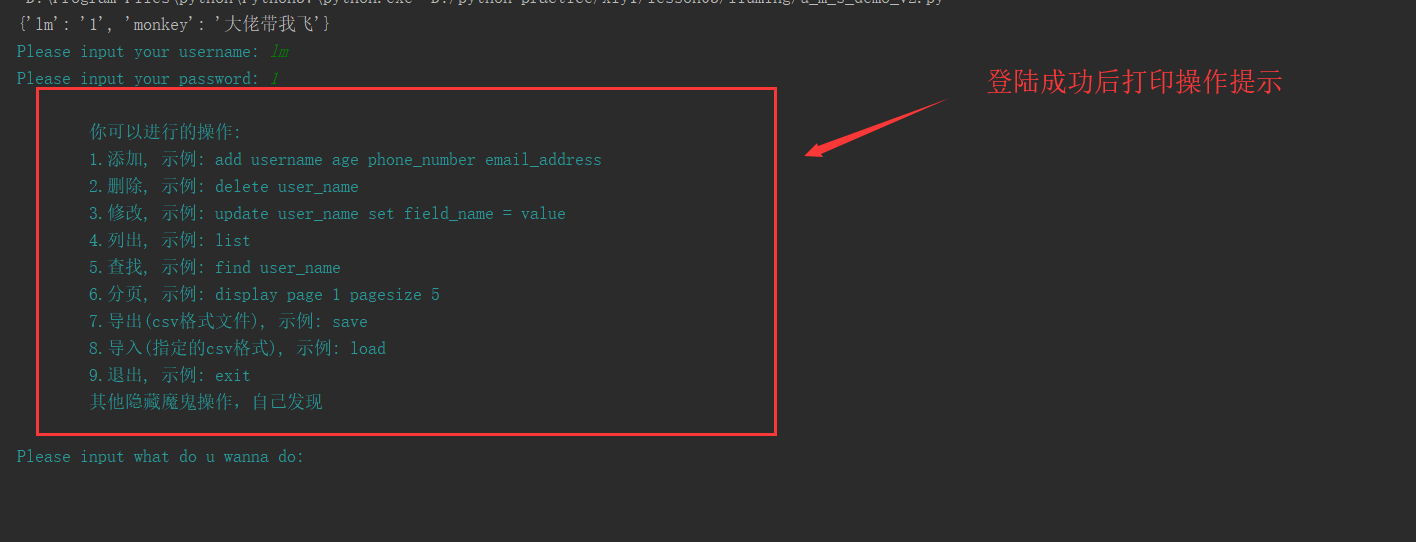 {'lm': '1', 'monkey': '大佬带我飞'}
Please input your username: lm
Please input your password: 1
登陆成功后打印操作提示
你可以进行的操作:
1.添加, 示例: add username age phone_number email_address
2.删除, 示例: delete user_name
3.修改, 示例: update user_name set field_name = value
4.列出, 示例: list
5.查找, 示例: find user_name
6.分页, 示例: display page 1 pagesize 5
7.导出(csv格式文件), 示例: save
8.导入(指定的csv格式), 示例: load
9.退出, 示例: exit
其他隐藏魔鬼操作，自己发现
Please input what do u wanna do: